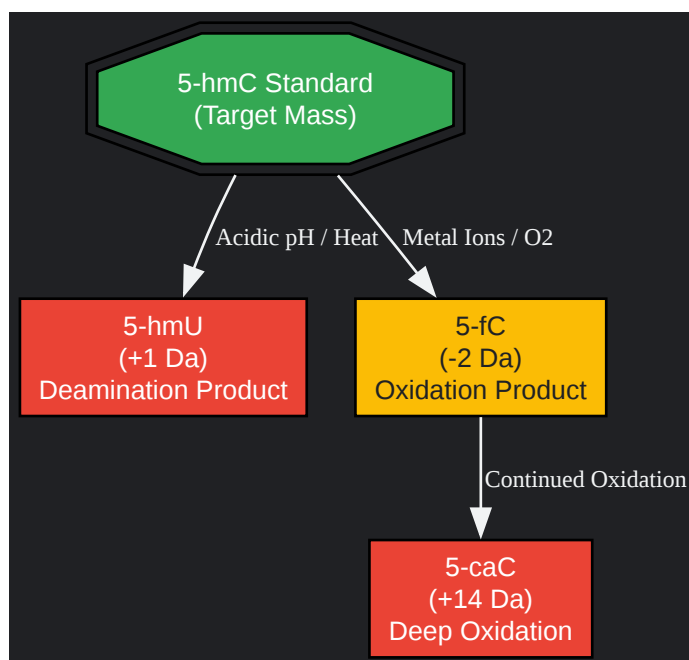 5-hmC Standard
(Target Mass)
Acidic pH / Heat
Metal Ions / O2
5-hmU
(+1 Da)
Deamination Product
5-fC
(-2 Da)
Oxidation Product
Continued Oxidation
5-caC
(+14 Da)
Deep Oxidation